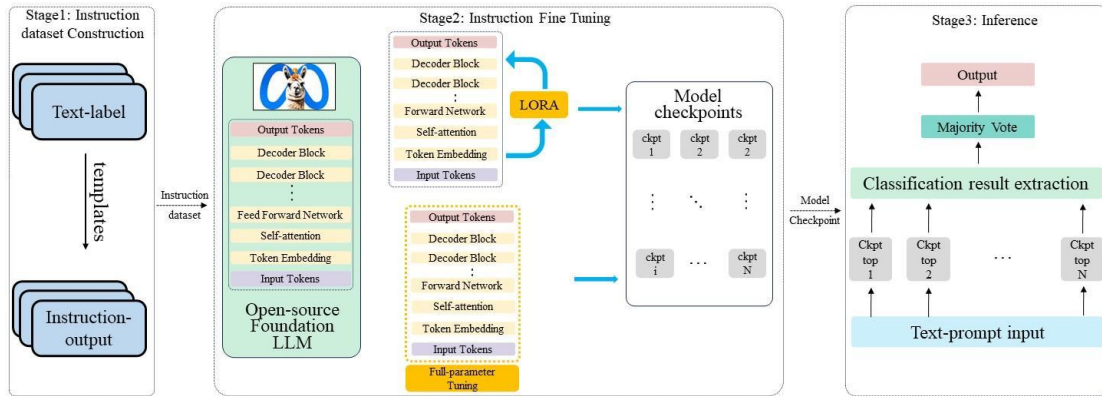 Stage1: Instruction
dataset Construction
Text-label
templates
Instruction-
output
Instruction
dataset
Stage2: Instruction Fine Tuning
Output Tokens
Decoder Block
Decoder Block
Feed Forward Network
Self-attention
Token Embedding
Input Tokens
Open-source
Foundation
LLM
Output Tokens
Decoder Block
Decoder Block
Forward Network
Self-attention
Token Embedding
Input Tokens
LORA
Output Tokens
Decoder Block
Decoder Block
Forward Network
Self-attention
Token Embedding
Input Tokens
Full-parameter
Tuning
Model
checkpoints
ckpt ckpt ckpt
1 2 2
ckpt ... ckpt
i N
Model
Checkpoint
Stage3: Inference
Output
Majority Vote
Classification result extraction
Ckpt Ckpt Ckpt
top top ... top
1 2 N
Text-prompt input